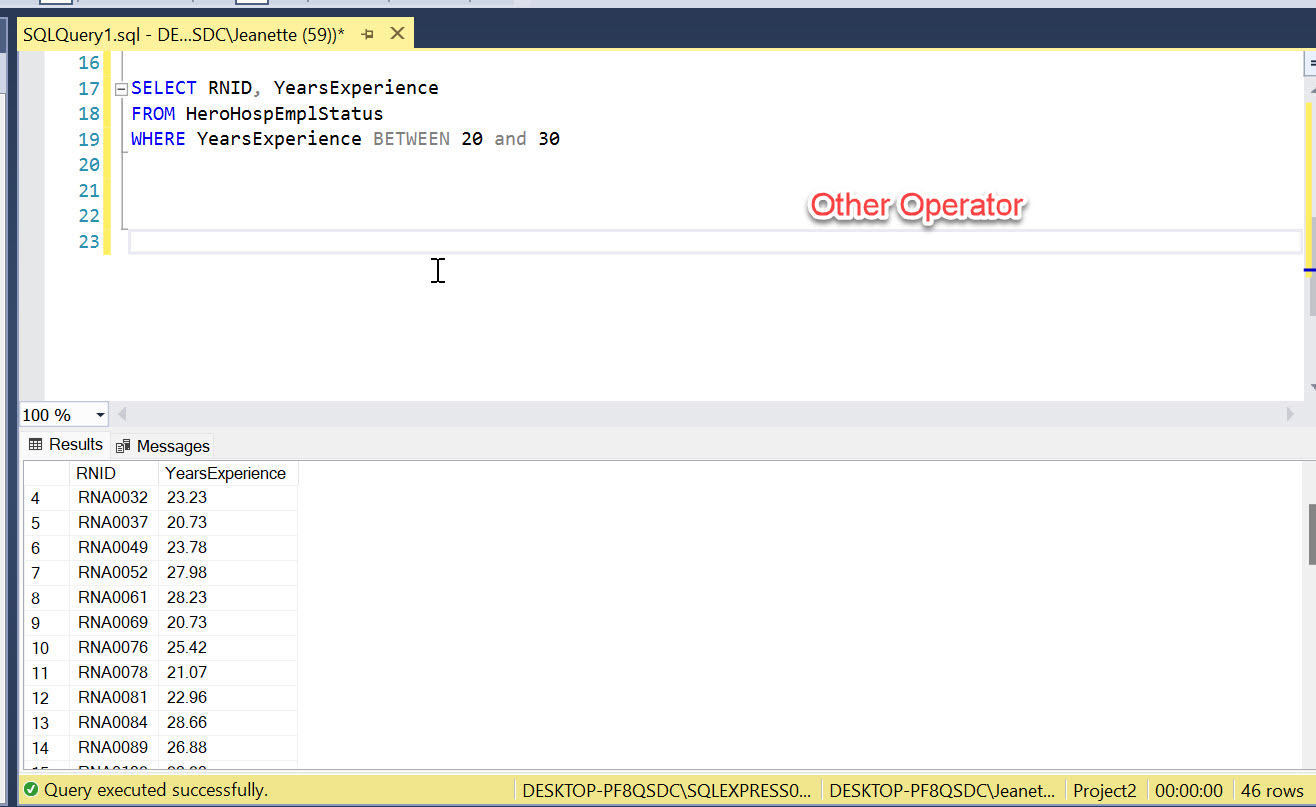 SQLQuery1.sql - DE...SDC\Jeanette (59))*
16
17 SELECT RNID, YearsExperience
18 FROM HeroHospEmplStatus
19 WHERE YearsExperience BETWEEN 20 and 30
20
21
Other Operator
22
23
100 %
Results Messages
RNID YearsExperience
4 RNA0032 23.23
5 RNA0037 20.73
6 RNA0049 23.78
7 RNA0052 27.98
8 RNA0061 28.23
9 RNA0069 20.73
10 RNA0076 25.42
11 RNA0078 21.07
12 RNA0081 22.96
13 RNA0084 28.66
14 RNA0089 26.88
Query executed successfully. DESKTOP-PF8QSDC\SQLEXPRESS0... DESKTOP-PF8QSDC\Jeanet... Project2 00:00:00 46 rows